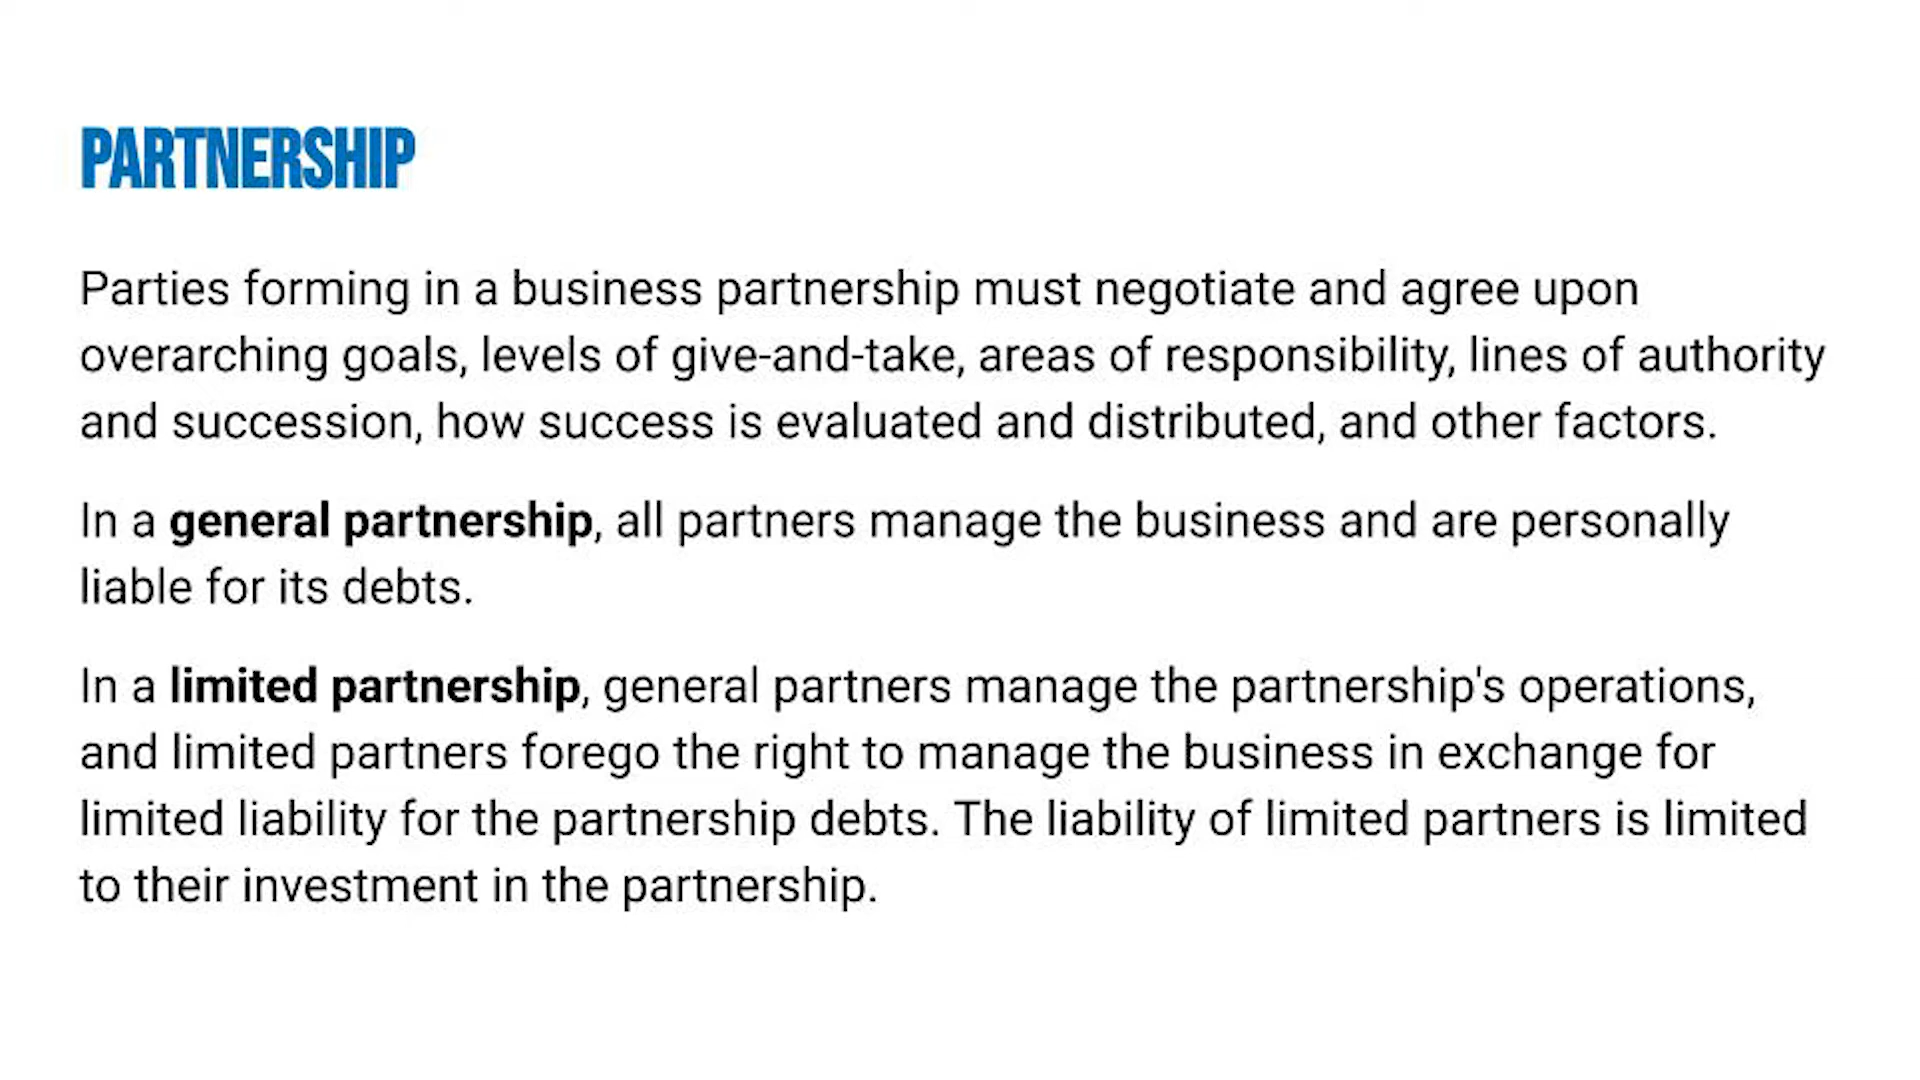 PARTNERSHIP
Parties forming in a business partnership must negotiate and agree upon
overarching goals, levels of give-and-take, areas of responsibility, lines of authority
and succession, how success is evaluated and distributed, and other factors.
In a general partnership, all partners manage the business and are personally
liable for its debts.
In a limited partnership, general partners manage the partnership's operations,
and limited partners forego the right to manage the business in exchange for
limited liability for the partnership debts. The liability of limited partners is limited
to their investment in the partnership.